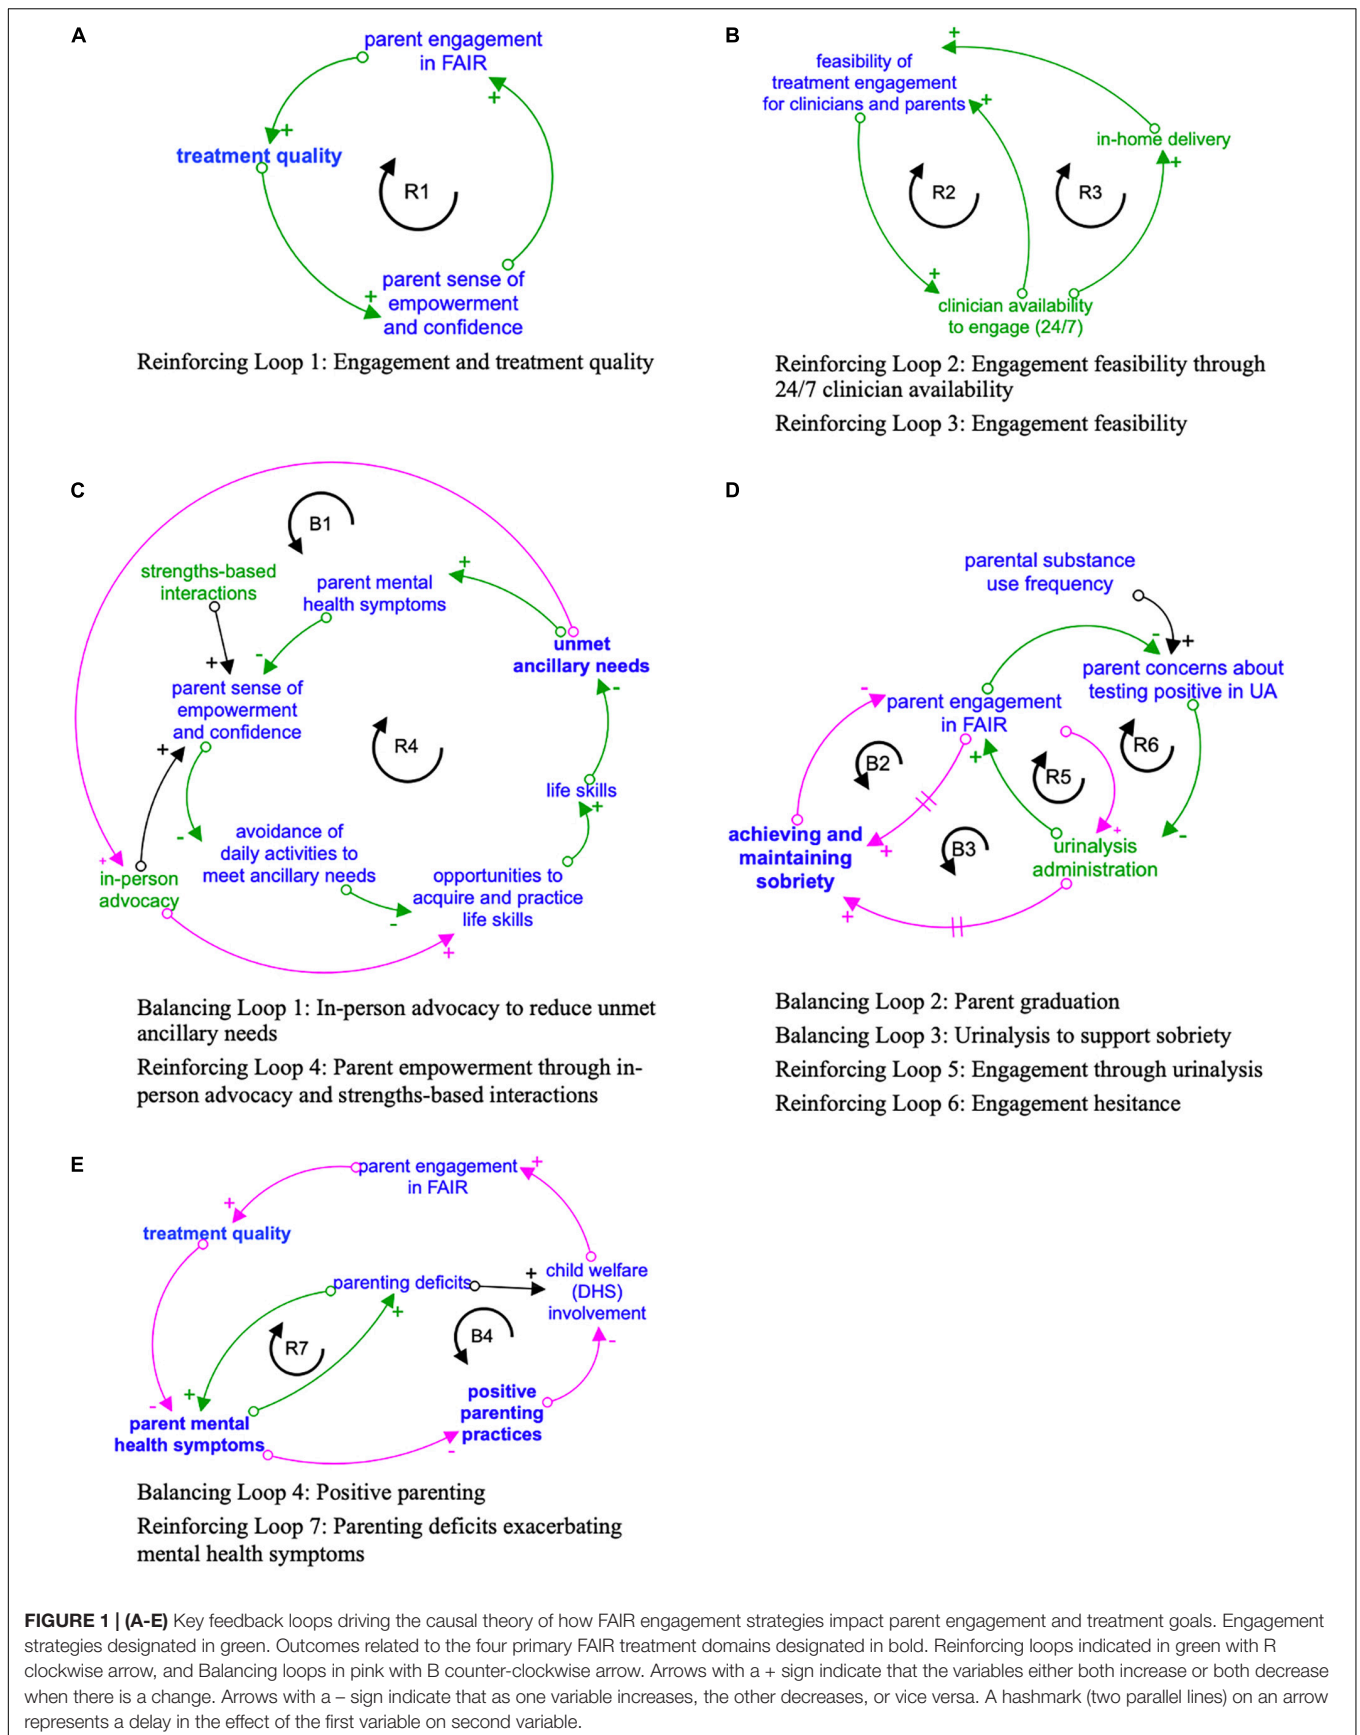 A
parent engagement
in FAIR
+
+
treatment quality
R1
+
parent sense of
empowerment
and confidence
Reinforcing Loop 1: Engagement and treatment quality
B
+
feasibility of
treatment engagement
for clinicians and parents
+
in-home delivery
+
R2
R3
+
clinician availability
to engage (24/7)
Reinforcing Loop 2: Engagement feasibility through
24/7 clinician availability
Reinforcing Loop 3: Engagement feasibility
C
B1
strengths-based
interactions
parent mental
health symptoms
+
unmet
ancillary needs
-
+
-
parent sense of
empowerment
and confidence
R4
+
life skills
+
-
avoidance of
daily activities to
meet ancillary needs
+
in-person
advocacy
opportunities to
acquire and practice
life skills
-
+
Balancing Loop 1: In-person advocacy to reduce unmet
ancillary needs
Reinforcing Loop 4: Parent empowerment through in-
person advocacy and strengths-based interactions
D
parental substance
use frequency
-
+
parent concerns about
testing positive in UA
-
parent engagement
in FAIR
+
R6
B2
R5
achieving and
maintaining
sobriety
+
B3
+
-
urinalysis
administration
+
Balancing Loop 2: Parent graduation
Balancing Loop 3: Urinalysis to support sobriety
Reinforcing Loop 5: Engagement through urinalysis
Reinforcing Loop 6: Engagement hesitance
E
parent engagement
in FAIR
+
+
treatment quality
parenting deficits
+
child welfare
(DHS)
involvement
+
R7
B4
-
+
-
parent mental
health symptoms
positive
parenting
practices
-
Balancing Loop 4: Positive parenting
Reinforcing Loop 7: Parenting deficits exacerbating
mental health symptoms
FIGURE 1 | (A-E) Key feedback loops driving the causal theory of how FAIR engagement strategies impact parent engagement and treatment goals. Engagement
strategies designated in green. Outcomes related to the four primary FAIR treatment domains designated in bold. Reinforcing loops indicated in green with R
clockwise arrow, and Balancing loops in pink with B counter-clockwise arrow. Arrows with a + sign indicate that the variables either both increase or both decrease
when there is a change. Arrows with a – sign indicate that as one variable increases, the other decreases, or vice versa. A hashmark (two parallel lines) on an arrow
represents a delay in the effect of the first variable on second variable.